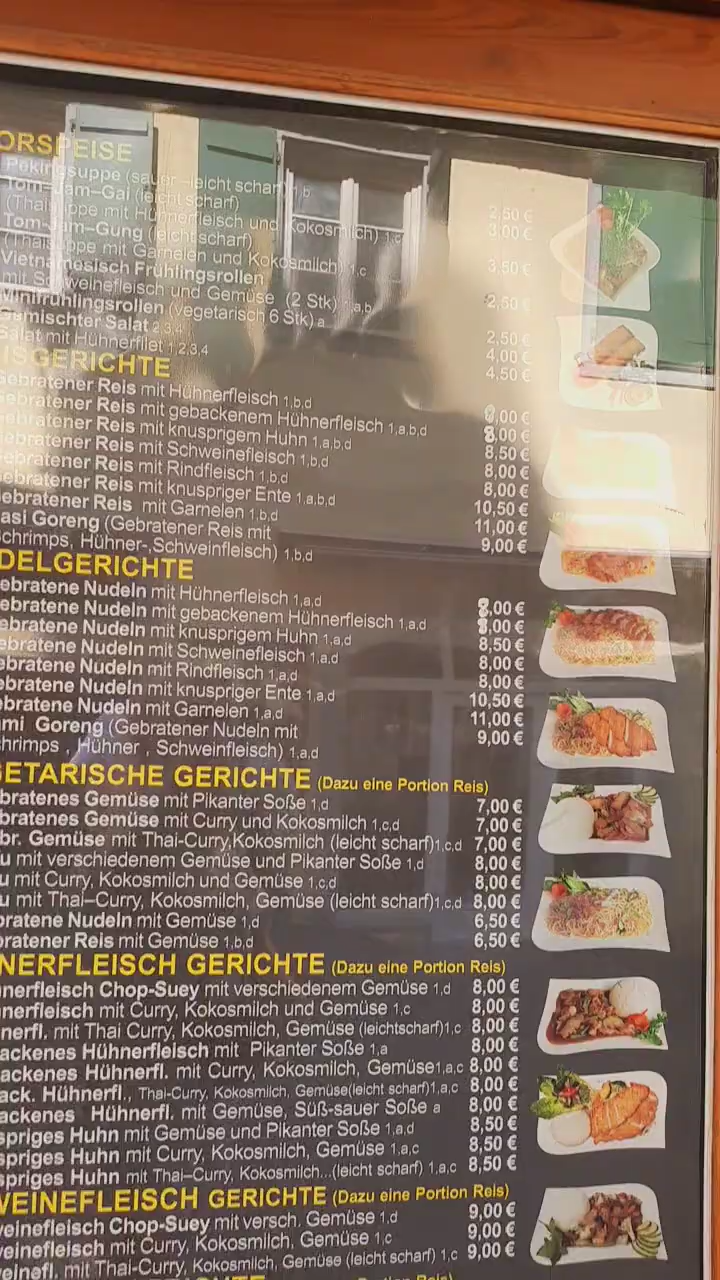 ORSPEISE
Pekingsuppe (sauer–leicht scharf) 1,b 2,50 €
Tom–Jam–Gai (leicht scharf) 3,00 €
(Thaisuppe mit Hühnerfleisch und Kokosmilch) 1,c
Tom–Jam–Gung (leicht scharf) 3,50 €
(Thaisuppe mit Garnelen und Kokosmilch) 1,c
Vietnamesisch Frühlingsrollen 2,50 €
mit Schweinefleisch und Gemüse (2 Stk) 1,a,b
Minifrühlingsrollen (vegetarisch 6 Stk) a 2,50 €
Gemischter Salat 2,3,4 4,00 €
Salat mit Hühnerfilet 1,2,3,4 4,50 €
ISGERICHTE
Gebratener Reis mit Hühnerfleisch 1,b,d ,00 €
ebratener Reis mit gebackenem Hühnerfleisch 1,a,b,d 8,00 €
ebratener Reis mit knusprigem Huhn 1,a,b,d 8,50 €
ebratener Reis mit Schweinefleisch 1,b,d 8,00 €
ebratener Reis mit Rindfleisch 1,b,d 8,00 €
ebratener Reis mit knuspriger Ente 1,a,b,d 10,50 €
ebratener Reis mit Garnelen 1,b,d 11,00 €
asi Goreng (Gebratener Reis mit 9,00 €
chrimps, Hühner-,Schweinfleisch) 1,b,d
DELGERICHTE
ebratene Nudeln mit Hühnerfleisch 1,a,d 8,00 €
ebratene Nudeln mit gebackenem Hühnerfleisch 1,a,d 8,00 €
ebratene Nudeln mit knusprigem Huhn 1,a,d 8,50 €
ebratene Nudeln mit Schweinefleisch 1,a,d 8,00 €
ebratene Nudeln mit Rindfleisch 1,a,d 8,00 €
ebratene Nudeln mit knuspriger Ente 1,a,d 10,50 €
ebratene Nudeln mit Garnelen 1,a,d 11,00 €
ami Goreng (Gebratener Nudeln mit 9,00 €
hrimps , Hühner , Schweinfleisch) 1,a,d
GETARISCHE GERICHTE (Dazu eine Portion Reis)
bratenes Gemüse mit Pikanter Soße 1,d 7,00 €
bratenes Gemüse mit Curry und Kokosmilch 1,c,d 7,00 €
br. Gemüse mit Thai-Curry,Kokosmilch (leicht scharf)1,c,d 7,00 €
u mit verschiedenem Gemüse und Pikanter Soße 1,d 8,00 €
u mit Curry, Kokosmilch und Gemüse 1,c,d 8,00 €
u mit Thai–Curry, Kokosmilch, Gemüse (leicht scharf)1,c,d 8,00 €
bratene Nudeln mit Gemüse 1,d 6,50 €
bratener Reis mit Gemüse 1,b,d 6,50 €
NERFLEISCH GERICHTE (Dazu eine Portion Reis)
nerfleisch Chop-Suey mit verschiedenem Gemüse 1,d 8,00 €
nerfleisch mit Curry, Kokosmilch und Gemüse 1,c 8,00 €
nerfl. mit Thai Curry, Kokosmilch, Gemüse (leichtscharf)1,c 8,00 €
ackenes Hühnerfleisch mit Pikanter Soße 1,a 8,00 €
ackenes Hühnerfl. mit Curry, Kokosmilch, Gemüse1,a,c 8,00 €
ack. Hühnerfl., Thai-Curry, Kokosmilch, Gemüse(leicht scharf)1,a,c 8,00 €
ackenes Hühnerfl. mit Gemüse, Süß-sauer Soße a 8,00 €
spriges Huhn mit Gemüse und Pikanter Soße 1,a,d 8,50 €
spriges Huhn mit Curry, Kokosmilch, Gemüse 1,a,c 8,50 €
spriges Huhn mit Thai–Curry, Kokosmilch...(leicht scharf) 1,a,c 8,50 €
WEINEFLEISCH GERICHTE (Dazu eine Portion Reis)
einefleisch Chop-Suey mit versch. Gemüse 1,d 9,00 €
einefleisch mit Curry, Kokosmilch, Gemüse 1,c 9,00 €
einefl. mit Thai-Curry, Kokosmilch, Gemüse (leicht scharf) 1,c 9,00 €